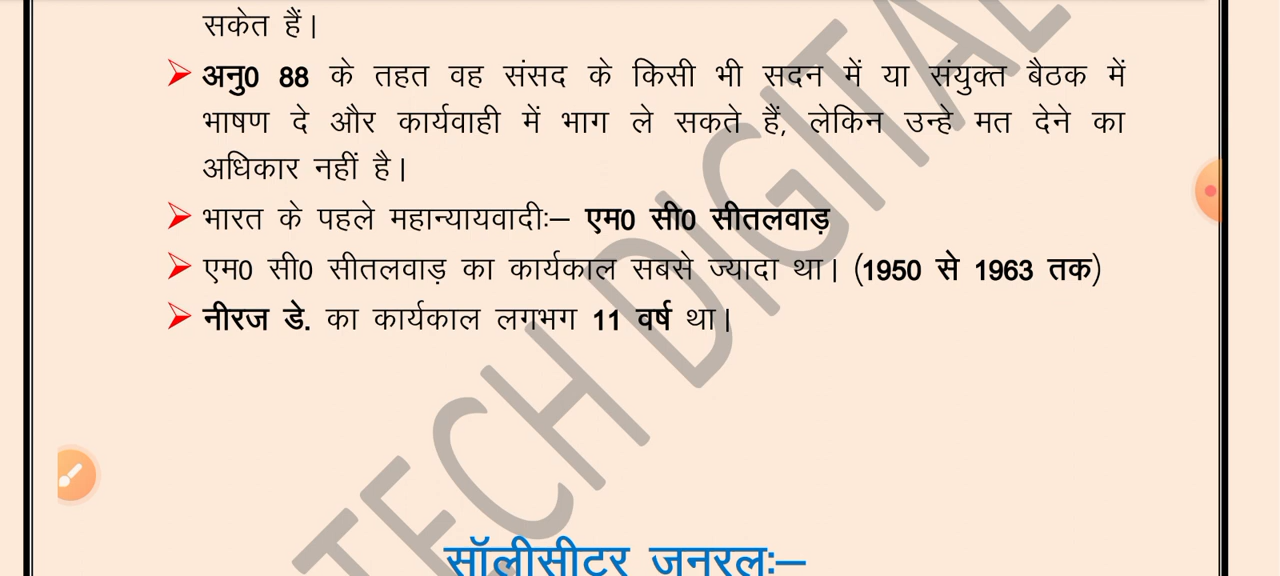 सकेत हैं।
➢ अनु0 88 के तहत वह संसद के किसी भी सदन में या संयुक्त बैठक में
भाषण दे और कार्यवाही में भाग ले सकते हैं, लेकिन उन्हे मत देने का
अधिकार नहीं है।
➢ भारत के पहले महान्यायवादीः– एम0 सी0 सीतलवाड़
➢ एम0 सी0 सीतलवाड़ का कार्यकाल सबसे ज्यादा था। (1950 से 1963 तक)
➢ नीरज डे. का कार्यकाल लगभग 11 वर्ष था।
TECH DIGITAL
सॉलीसीटर जनरलः–